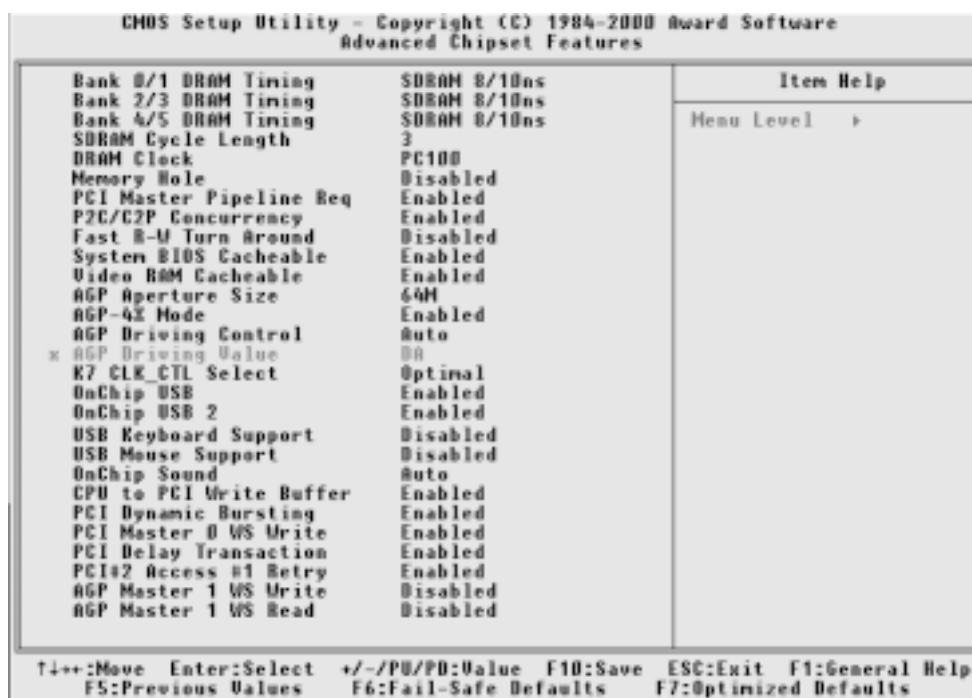 CMOS Setup Utility - Copyright (C) 1984-2000 Award Software
Advanced Chipset Features
Bank 0/1 DRAM Timing SDRAM 8/10ns
Bank 2/3 DRAM Timing SDRAM 8/10ns
Bank 4/5 DRAM Timing SDRAM 8/10ns
SDRAM Cycle Length 3
DRAM Clock PC100
Memory Hole Disabled
PCI Master Pipeline Req Enabled
P2C/C2P Concurrency Enabled
Fast R-W Turn Around Disabled
System BIOS Cacheable Enabled
Video RAM Cacheable Enabled
AGP Aperture Size 64M
AGP-4X Mode Enabled
AGP Driving Control Auto
x AGP Driving Value DA
K7 CLK_CTL Select Optimal
OnChip USB Enabled
OnChip USB 2 Enabled
USB Keyboard Support Disabled
USB Mouse Support Disabled
OnChip Sound Auto
CPU to PCI Write Buffer Enabled
PCI Dynamic Bursting Enabled
PCI Master 0 WS Write Enabled
PCI Delay Transaction Enabled
PCI#2 Access #1 Retry Enabled
AGP Master 1 WS Write Disabled
AGP Master 1 WS Read Disabled
Item Help
Menu Level ▸
↑↓→←:Move Enter:Select +/-/PU/PD:Value F10:Save ESC:Exit F1:General Help
F5:Previous Values F6:Fail-Safe Defaults F7:Optimized Defaults